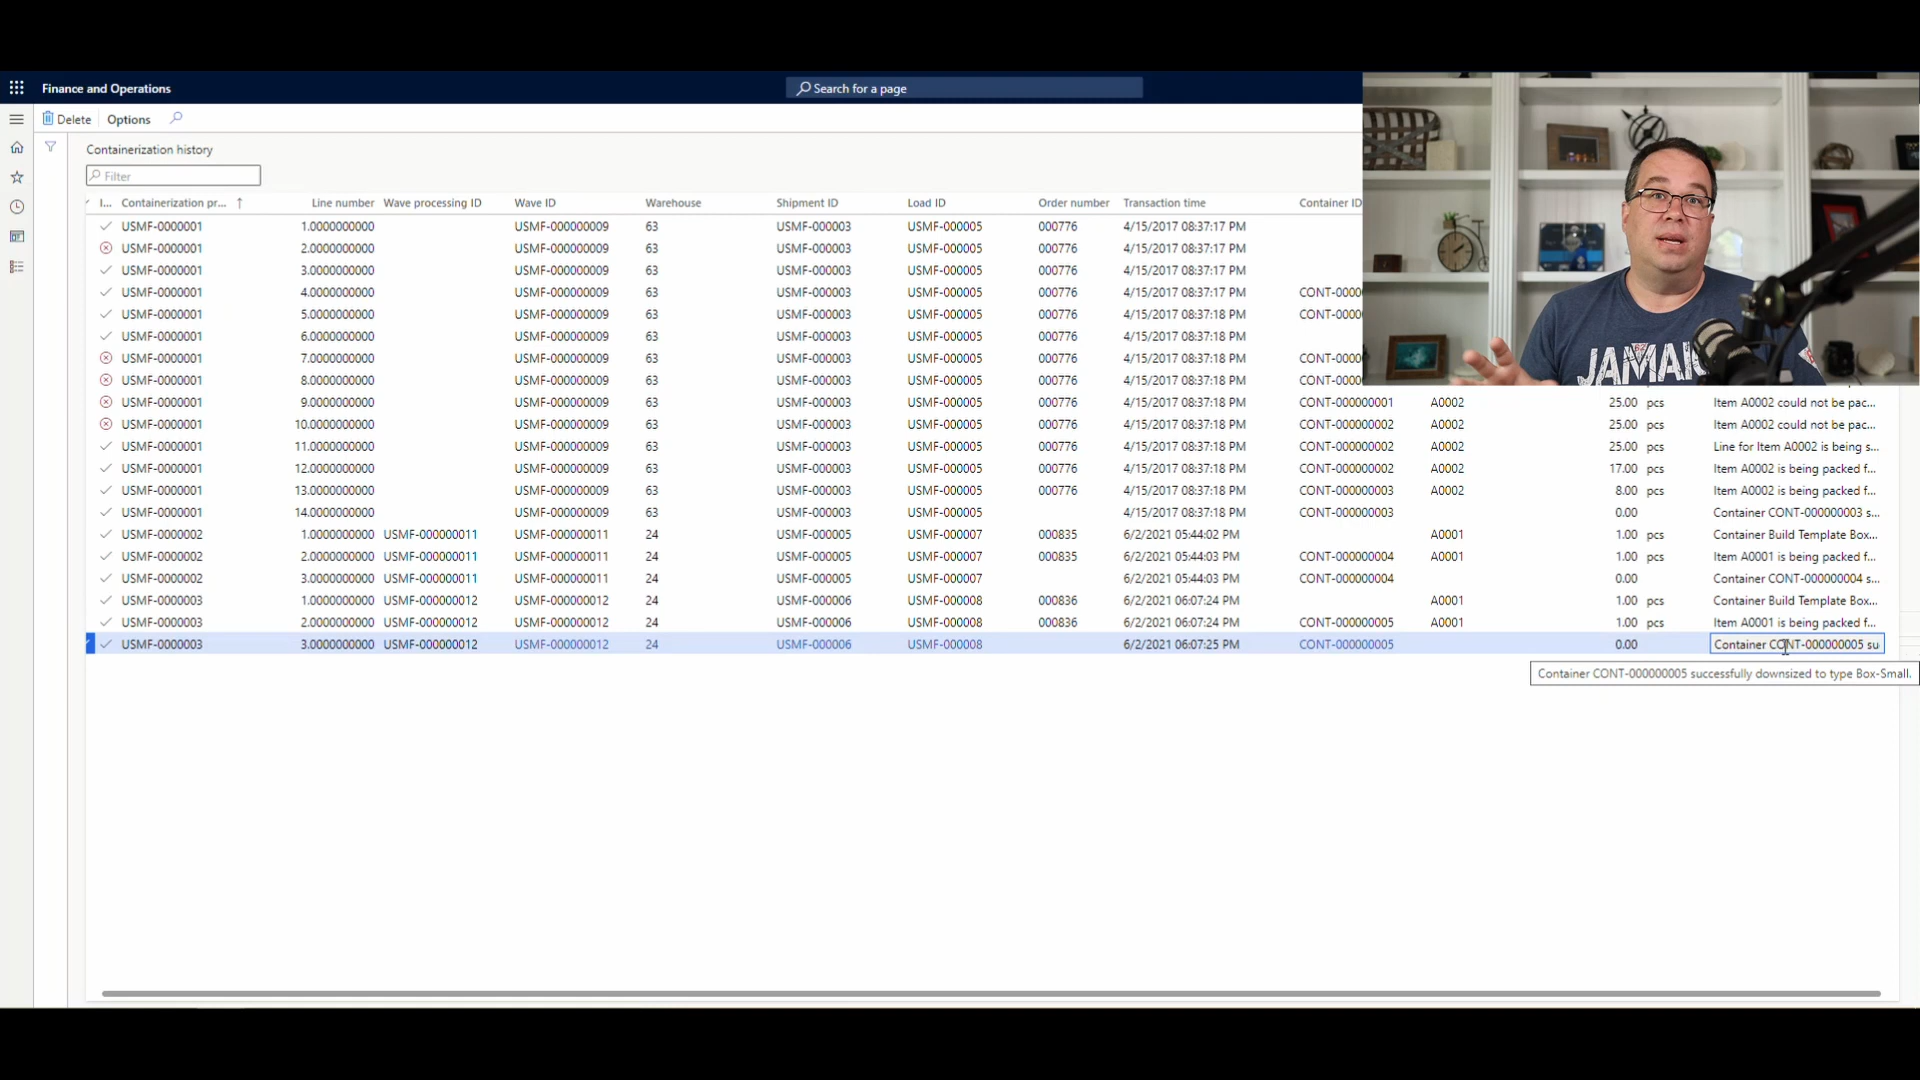 Finance and Operations
Search for a page
Delete Options
Containerization history
Filter
I... Containerization pr... Line number Wave processing ID Wave ID Warehouse Shipment ID Load ID Order number Transaction time Container ID
USMF-0000001 1.0000000000 USMF-000000009 63 USMF-000003 USMF-000005 000776 4/15/2017 08:37:17 PM
USMF-0000001 2.0000000000 USMF-000000009 63 USMF-000003 USMF-000005 000776 4/15/2017 08:37:17 PM
USMF-0000001 3.0000000000 USMF-000000009 63 USMF-000003 USMF-000005 000776 4/15/2017 08:37:17 PM
USMF-0000001 4.0000000000 USMF-000000009 63 USMF-000003 USMF-000005 000776 4/15/2017 08:37:17 PM CONT-0000
USMF-0000001 5.0000000000 USMF-000000009 63 USMF-000003 USMF-000005 000776 4/15/2017 08:37:18 PM CONT-0000
USMF-0000001 6.0000000000 USMF-000000009 63 USMF-000003 USMF-000005 000776 4/15/2017 08:37:18 PM
USMF-0000001 7.0000000000 USMF-000000009 63 USMF-000003 USMF-000005 000776 4/15/2017 08:37:18 PM CONT-0000
USMF-0000001 8.0000000000 USMF-000000009 63 USMF-000003 USMF-000005 000776 4/15/2017 08:37:18 PM CONT-0000
JAMAI
USMF-0000001 9.0000000000 USMF-000000009 63 USMF-000003 USMF-000005 000776 4/15/2017 08:37:18 PM CONT-000000001 A0002 25.00 pcs Item A0002 could not be pac...
USMF-0000001 10.0000000000 USMF-000000009 63 USMF-000003 USMF-000005 000776 4/15/2017 08:37:18 PM CONT-000000002 A0002 25.00 pcs Item A0002 could not be pac...
USMF-0000001 11.0000000000 USMF-000000009 63 USMF-000003 USMF-000005 000776 4/15/2017 08:37:18 PM CONT-000000002 A0002 25.00 pcs Line for Item A0002 is being s...
USMF-0000001 12.0000000000 USMF-000000009 63 USMF-000003 USMF-000005 000776 4/15/2017 08:37:18 PM CONT-000000002 A0002 17.00 pcs Item A0002 is being packed f...
USMF-0000001 13.0000000000 USMF-000000009 63 USMF-000003 USMF-000005 000776 4/15/2017 08:37:18 PM CONT-000000003 A0002 8.00 pcs Item A0002 is being packed f...
USMF-0000001 14.0000000000 USMF-000000009 63 USMF-000003 USMF-000005 4/15/2017 08:37:18 PM CONT-000000003 0.00 Container CONT-000000003 s...
USMF-0000002 1.0000000000 USMF-000000011 USMF-000000011 24 USMF-000005 USMF-000007 000835 6/2/2021 05:44:02 PM A0001 1.00 pcs Container Build Template Box...
USMF-0000002 2.0000000000 USMF-000000011 USMF-000000011 24 USMF-000005 USMF-000007 000835 6/2/2021 05:44:03 PM CONT-000000004 A0001 1.00 pcs Item A0001 is being packed f...
USMF-0000002 3.0000000000 USMF-000000011 USMF-000000011 24 USMF-000005 USMF-000007 6/2/2021 05:44:03 PM CONT-000000004 0.00 Container CONT-000000004 s...
USMF-0000003 1.0000000000 USMF-000000012 USMF-000000012 24 USMF-000006 USMF-000008 000836 6/2/2021 06:07:24 PM A0001 1.00 pcs Container Build Template Box...
USMF-0000003 2.0000000000 USMF-000000012 USMF-000000012 24 USMF-000006 USMF-000008 000836 6/2/2021 06:07:24 PM CONT-000000005 A0001 1.00 pcs Item A0001 is being packed f...
USMF-0000003 3.0000000000 USMF-000000012 USMF-000000012 24 USMF-000006 USMF-000008 6/2/2021 06:07:25 PM CONT-000000005 0.00 Container CONT-000000005 su
Container CONT-000000005 successfully downsized to type Box-Small.